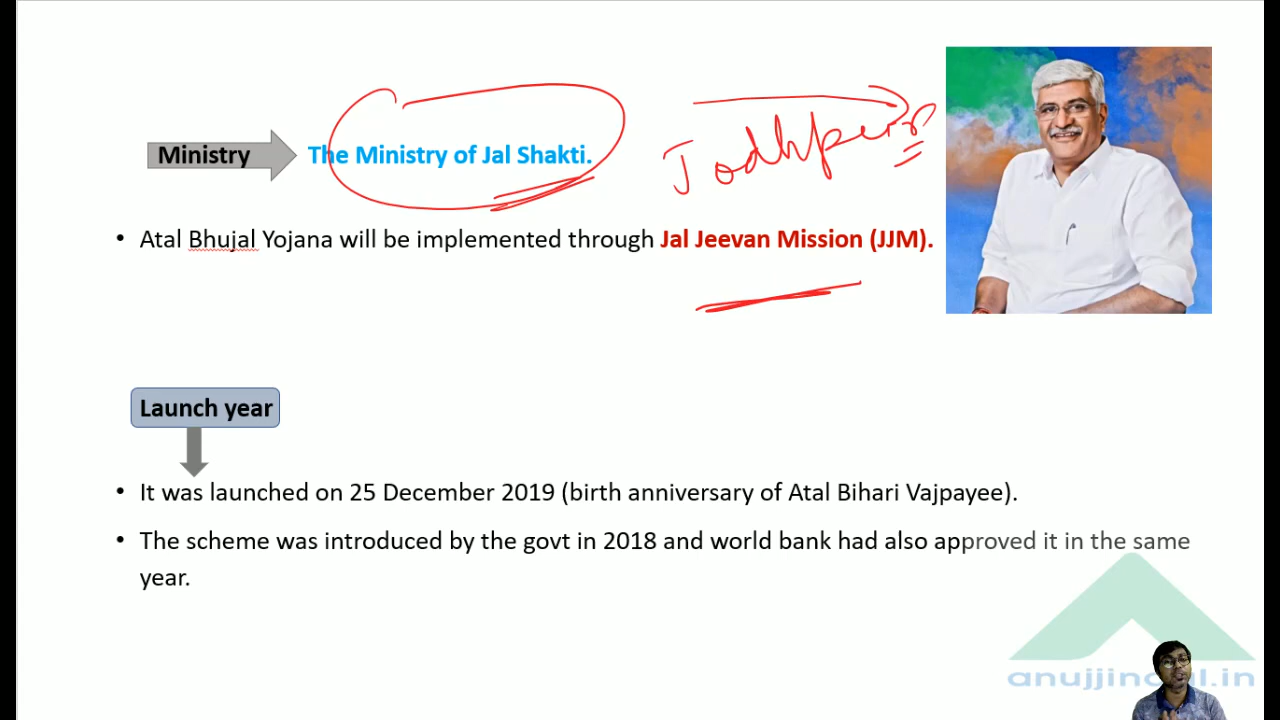 Jodhpur
Ministry
The Ministry of Jal Shakti.
• Atal Bhujal Yojana will be implemented through Jal Jeevan Mission (JJM).
Launch year
• It was launched on 25 December 2019 (birth anniversary of Atal Bihari Vajpayee).
• The scheme was introduced by the govt in 2018 and world bank had also approved it in the same
year.